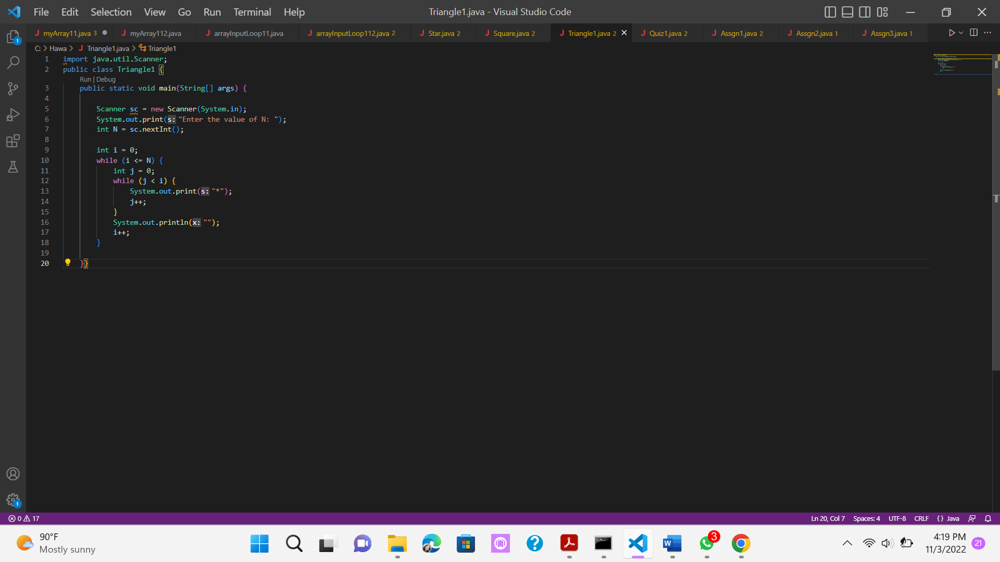 File Edit Selection View Go Run Terminal Help Triangle1.java - Visual Studio Code
myArray11.java 3 myArray112.java arrayInputLoop11.java arrayInputLoop112.java 2 Star.java 2 Square.java 2 Triangle1.java 2 Quiz1.java 2 Assgn1.java 2 Assgn2.java 1 Assgn3.java 1
C: > Hawa > Triangle1.java > Triangle1
1 import java.util.Scanner;
2 public class Triangle1 {
Run | Debug
3 public static void main(String[] args) {
4
5 Scanner sc = new Scanner(System.in);
6 System.out.print(s: "Enter the value of N: ");
7 int N = sc.nextInt();
8
9 int i = 0;
10 while (i <= N) {
11 int j = 0;
12 while (j < i) {
13 System.out.print(s: "*");
14 j++;
15 }
16 System.out.println(x: "");
17 i++;
18 }
19
20 }}
0 17 Ln 20, Col 7 Spaces: 4 UTF-8 CRLF {} Java
90°F
Mostly sunny
3
4:19 PM
11/3/2022
21